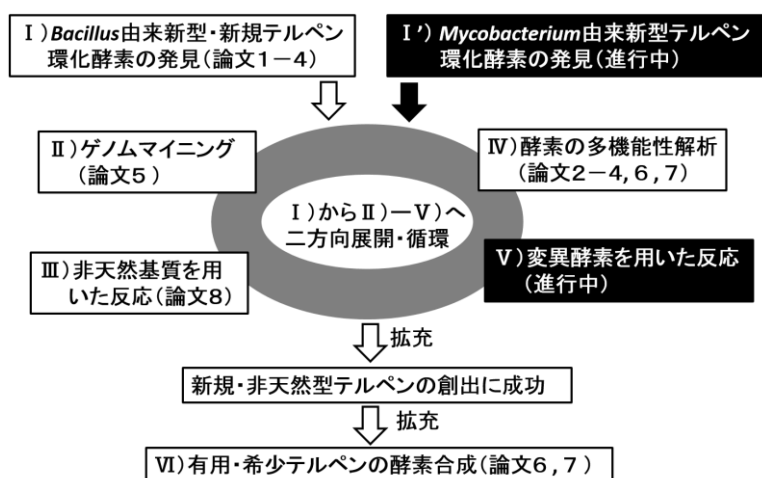 Ⅰ)Bacillus由来新型・新規テルペン
環化酵素の発見(論文1－4)
Ⅰ’)Mycobacterium由来新型テルペン
環化酵素の発見(進行中)
Ⅱ)ゲノムマイニング
(論文5)
Ⅳ)酵素の多機能性解析
(論文2－4, 6, 7)
Ⅰ)からⅡ)―Ⅴ)へ
二方向展開・循環
Ⅲ)非天然基質を用
いた反応(論文8)
Ⅴ)変異酵素を用いた反応
(進行中)
拡充
新規・非天然型テルペンの創出に成功
拡充
Ⅵ)有用・希少テルペンの酵素合成(論文6,7)